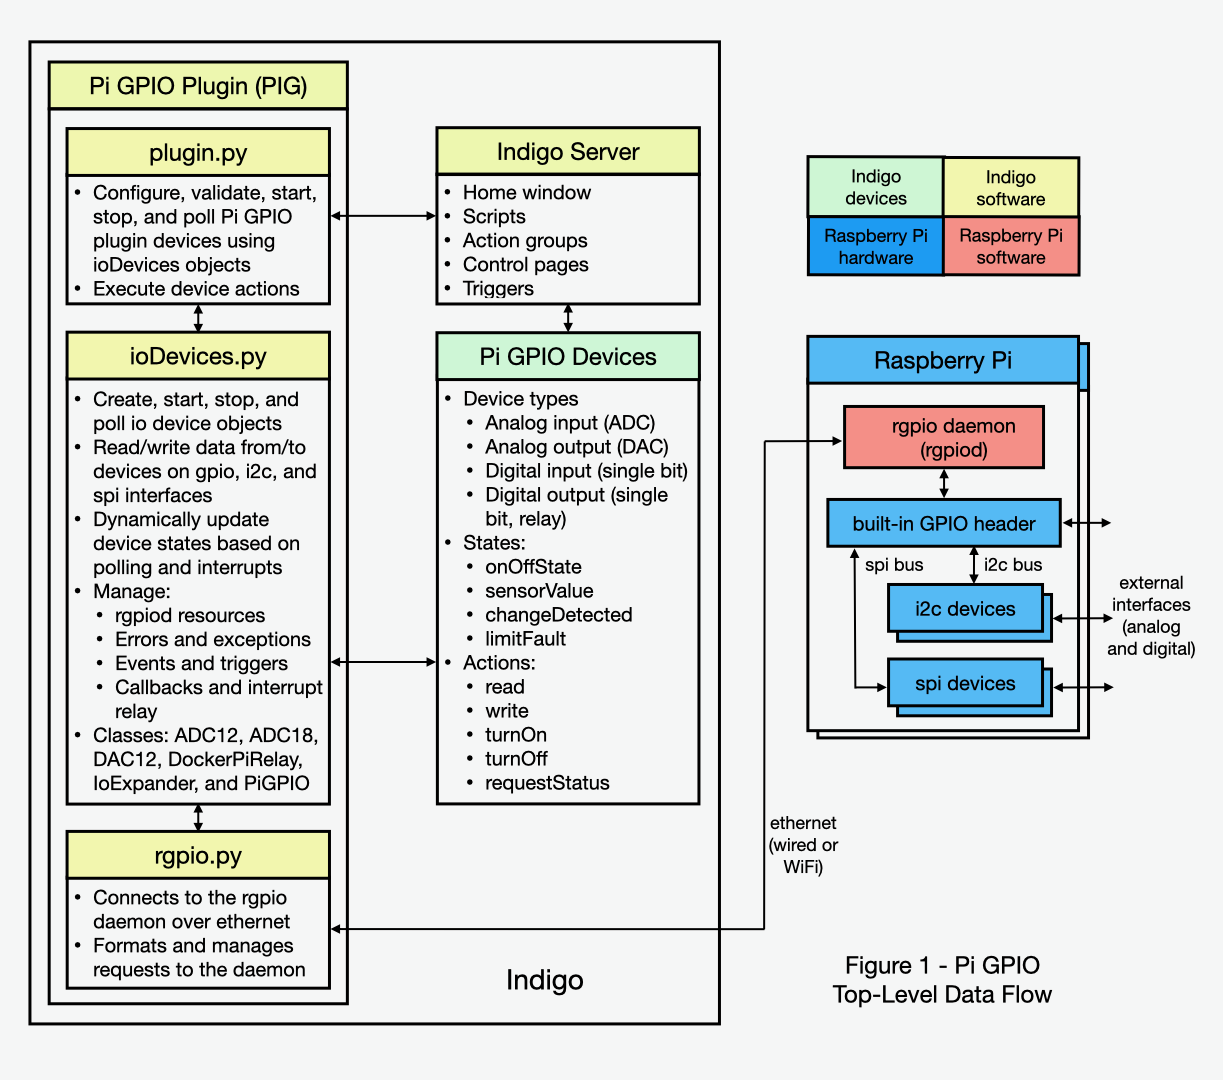 Pi GPIO Plugin (PIG)
plugin.py
• Configure, validate, start,
stop, and poll Pi GPIO
plugin devices using
ioDevices objects
• Execute device actions
ioDevices.py
• Create, start, stop, and
poll io device objects
• Read/write data from/to
devices on gpio, i2c, and
spi interfaces
• Dynamically update
device states based on
polling and interrupts
• Manage:
• rgpiod resources
• Errors and exceptions
• Events and triggers
• Callbacks and interrupt
relay
• Classes: ADC12, ADC18,
DAC12, DockerPiRelay,
IoExpander, and PiGPIO
rgpio.py
• Connects to the rgpio
daemon over ethernet
• Formats and manages
requests to the daemon
Indigo Server
• Home window
• Scripts
• Action groups
• Control pages
• Triggers
Pi GPIO Devices
• Device types
• Analog input (ADC)
• Analog output (DAC)
• Digital input (single bit)
• Digital output (single
bit, relay)
• States:
• onOffState
• sensorValue
• changeDetected
• limitFault
• Actions:
• read
• write
• turnOn
• turnOff
• requestStatus
Indigo
Indigo
devices
Indigo
software
Raspberry Pi
hardware
Raspberry Pi
software
Raspberry Pi
rgpio daemon
(rgpiod)
built-in GPIO header
spi bus
i2c bus
i2c devices
spi devices
external
interfaces
(analog
and digital)
ethernet
(wired or
WiFi)
Figure 1 - Pi GPIO
Top-Level Data Flow